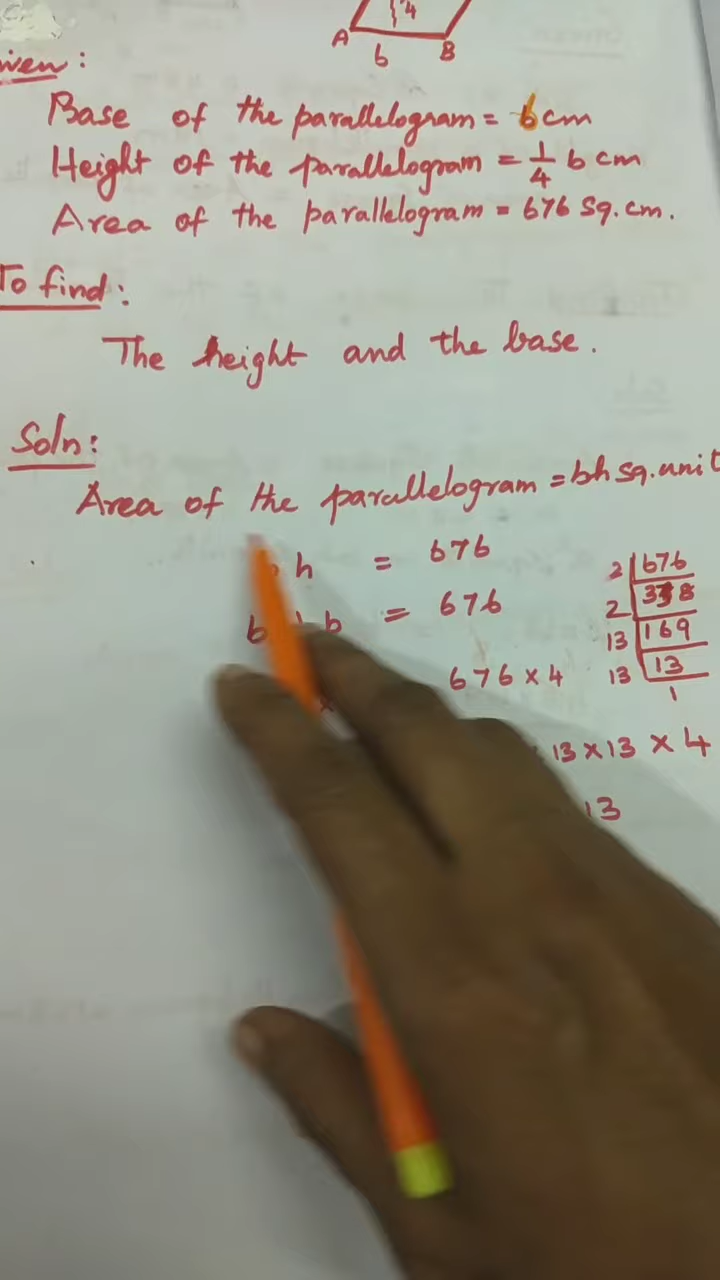 4
A B
b
ven:
Base of the parallelogram = b cm
Height of the parallelogram = 1/4 b cm
Area of the parallelogram = 676 Sq.cm.
To find:
The height and the base.
Soln:
Area of the parallelogram = bh sq.unit
h = 676
b b = 676
676 × 4
13 × 13 × 4
13
2 676
2 338
13 169
13 13
1